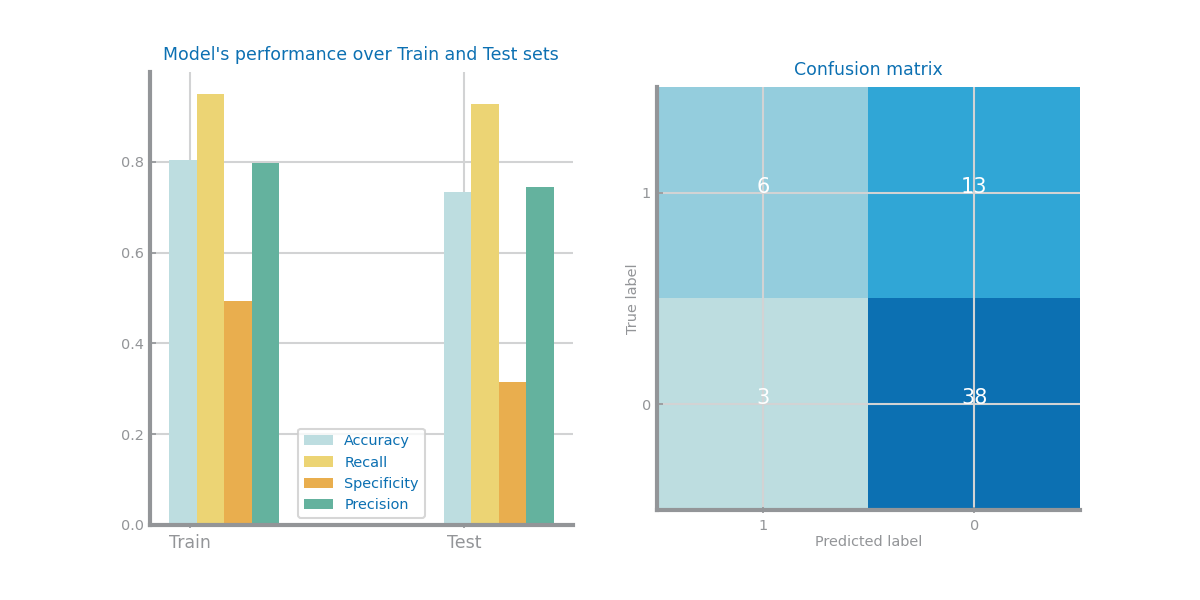 Model's performance over Train and Test sets
0.8
0.6
0.4
0.2
0.0
Train
Test
Accuracy
Recall
Specificity
Precision
Confusion matrix
True label
1
0
6
13
3
38
1
0
Predicted label